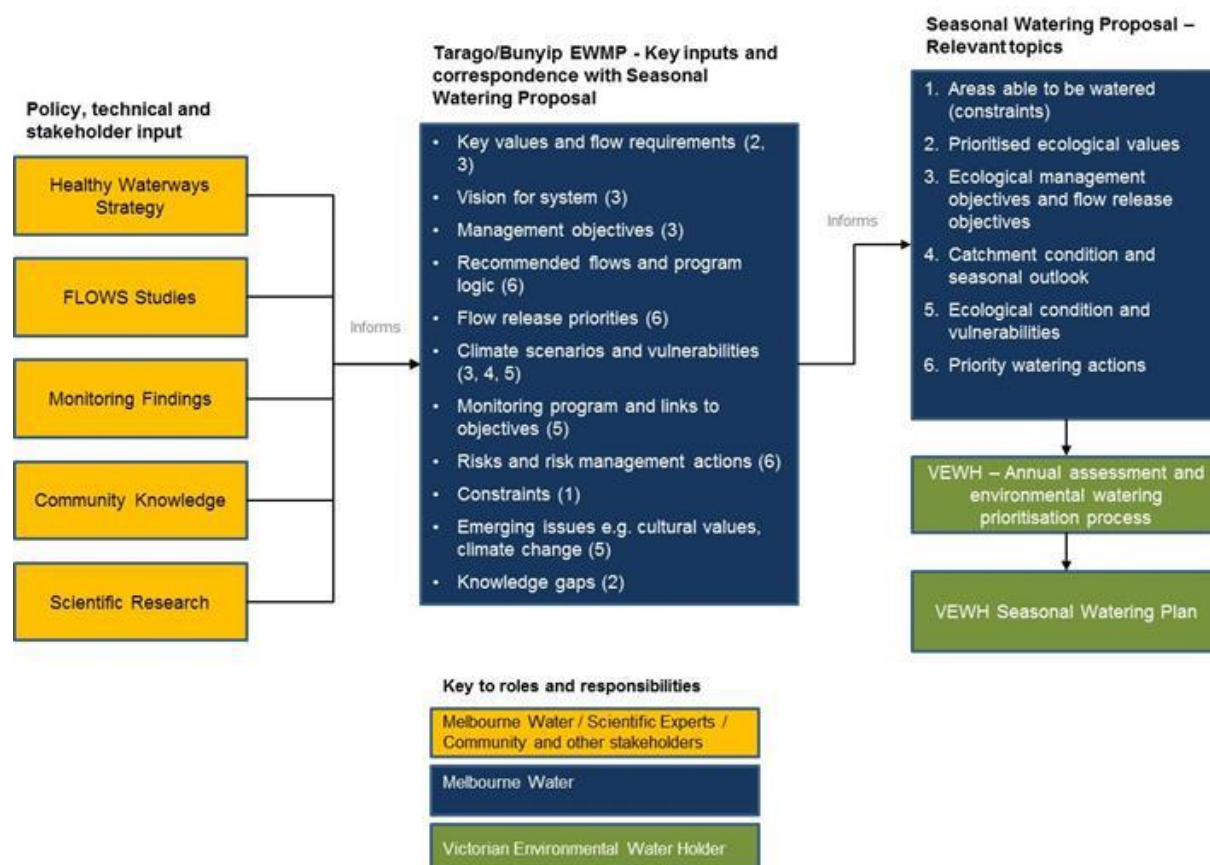 Policy, technical and
stakeholder input
Healthy Waterways
Strategy
FLOWS Studies
Monitoring Findings
Community Knowledge
Scientific Research
Informs
Tarago/Bunyip EWMP - Key inputs and
correspondence with Seasonal
Watering Proposal
• Key values and flow requirements (2,
3)
• Vision for system (3)
• Management objectives (3)
• Recommended flows and program
logic (6)
• Flow release priorities (6)
• Climate scenarios and vulnerabilities
(3, 4, 5)
• Monitoring program and links to
objectives (5)
• Risks and risk management actions (6)
• Constraints (1)
• Emerging issues e.g. cultural values,
climate change (5)
• Knowledge gaps (2)
Informs
Seasonal Watering Proposal –
Relevant topics
1. Areas able to be watered
(constraints)
2. Prioritised ecological values
3. Ecological management
objectives and flow release
objectives
4. Catchment condition and
seasonal outlook
5. Ecological condition and
vulnerabilities
6. Priority watering actions
VEWH – Annual assessment and
environmental watering
prioritisation process
VEWH Seasonal Watering Plan
Key to roles and responsibilities
Melbourne Water / Scientific Experts /
Community and other stakeholders
Melbourne Water
Victorian Environmental Water Holder